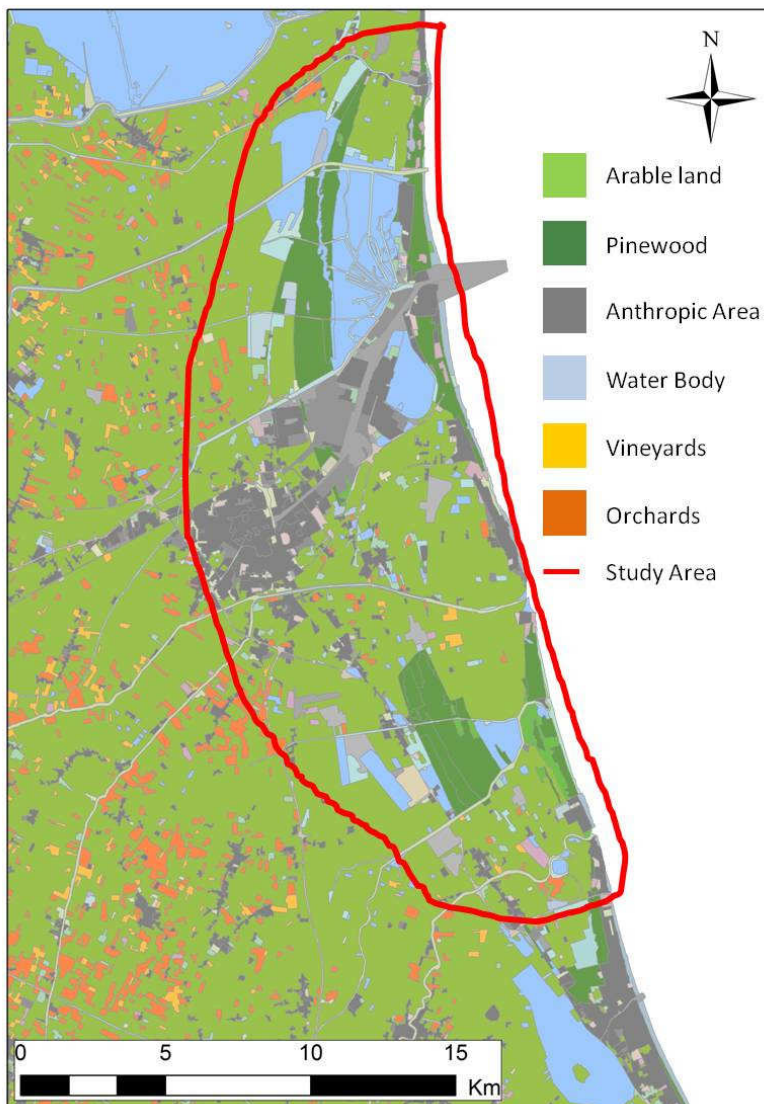 N
Arable land
Pinewood
Anthropic Area
Water Body
Vineyards
Orchards
Study Area
0 5 10 15
Km